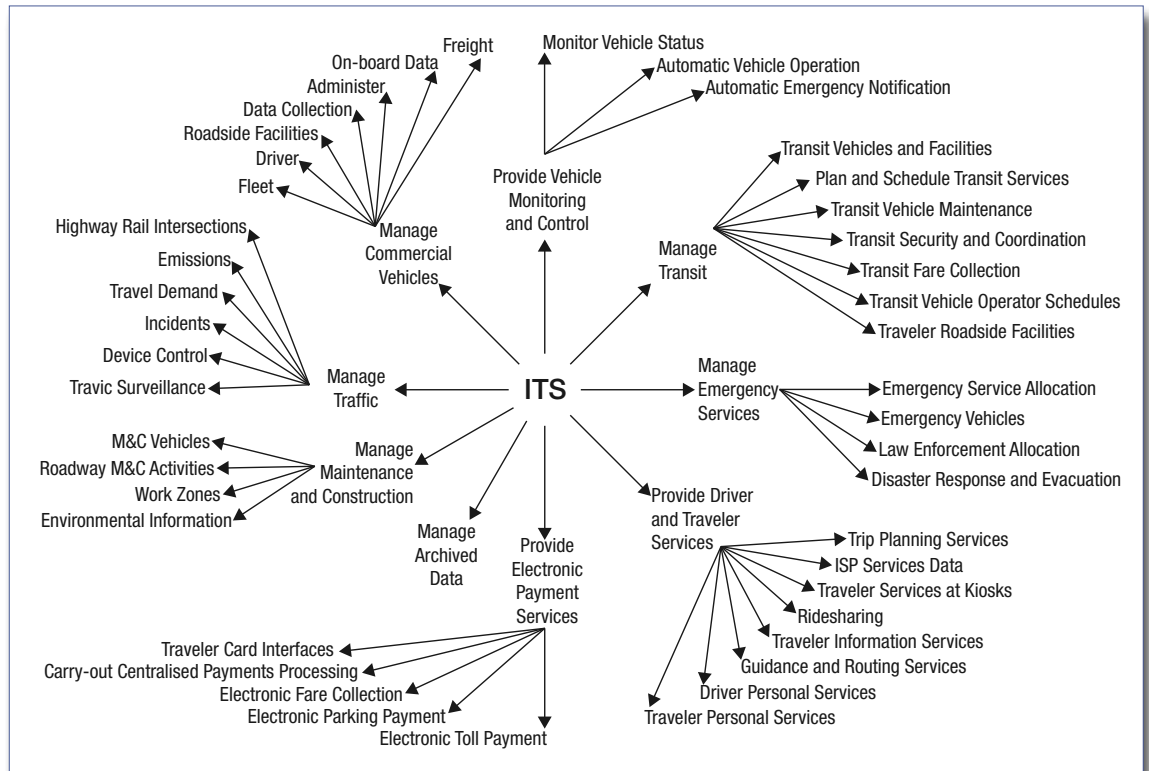 Freight
On-board Data
Administer
Data Collection
Roadside Facilities
Driver
Fleet
Manage
Commercial
Vehicles
Monitor Vehicle Status
Automatic Vehicle Operation
Automatic Emergency Notification
Provide Vehicle
Monitoring
and Control
Transit Vehicles and Facilities
Plan and Schedule Transit Services
Transit Vehicle Maintenance
Transit Security and Coordination
Transit Fare Collection
Transit Vehicle Operator Schedules
Traveler Roadside Facilities
Manage
Transit
Highway Rail Intersections
Emissions
Travel Demand
Incidents
Device Control
Travic Surveillance
Manage
Traffic
ITS
Manage
Emergency
Services
Emergency Service Allocation
Emergency Vehicles
Law Enforcement Allocation
Disaster Response and Evacuation
M&C Vehicles
Roadway M&C Activities
Work Zones
Environmental Information
Manage
Maintenance
and Construction
Manage
Archived
Data
Provide
Electronic
Payment
Services
Traveler Card Interfaces
Carry-out Centralised Payments Processing
Electronic Fare Collection
Electronic Parking Payment
Electronic Toll Payment
Provide Driver
and Traveler
Services
Trip Planning Services
ISP Services Data
Traveler Services at Kiosks
Ridesharing
Traveler Information Services
Guidance and Routing Services
Driver Personal Services
Traveler Personal Services